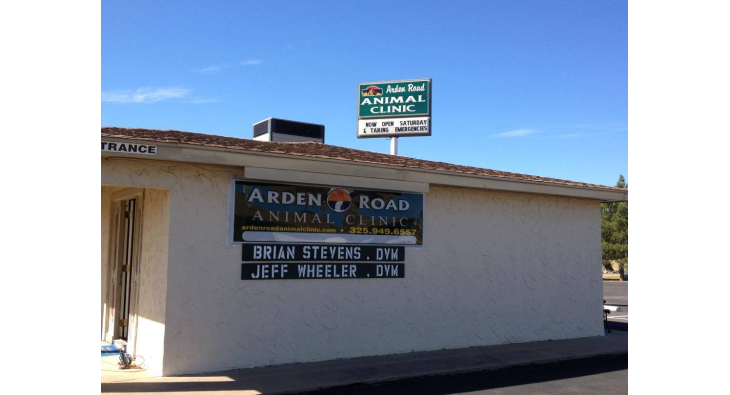 Arden Road
ANIMAL
CLINIC
NOW OPEN SATURDAY
& TAKING EMERGENCIES
TRANCE
ARDEN ROAD
ANIMAL CLINIC
ardenroadanimalclinic.com • 325.949.6557
BRIAN STEVENS . DVM
JEFF WHEELER . DVM